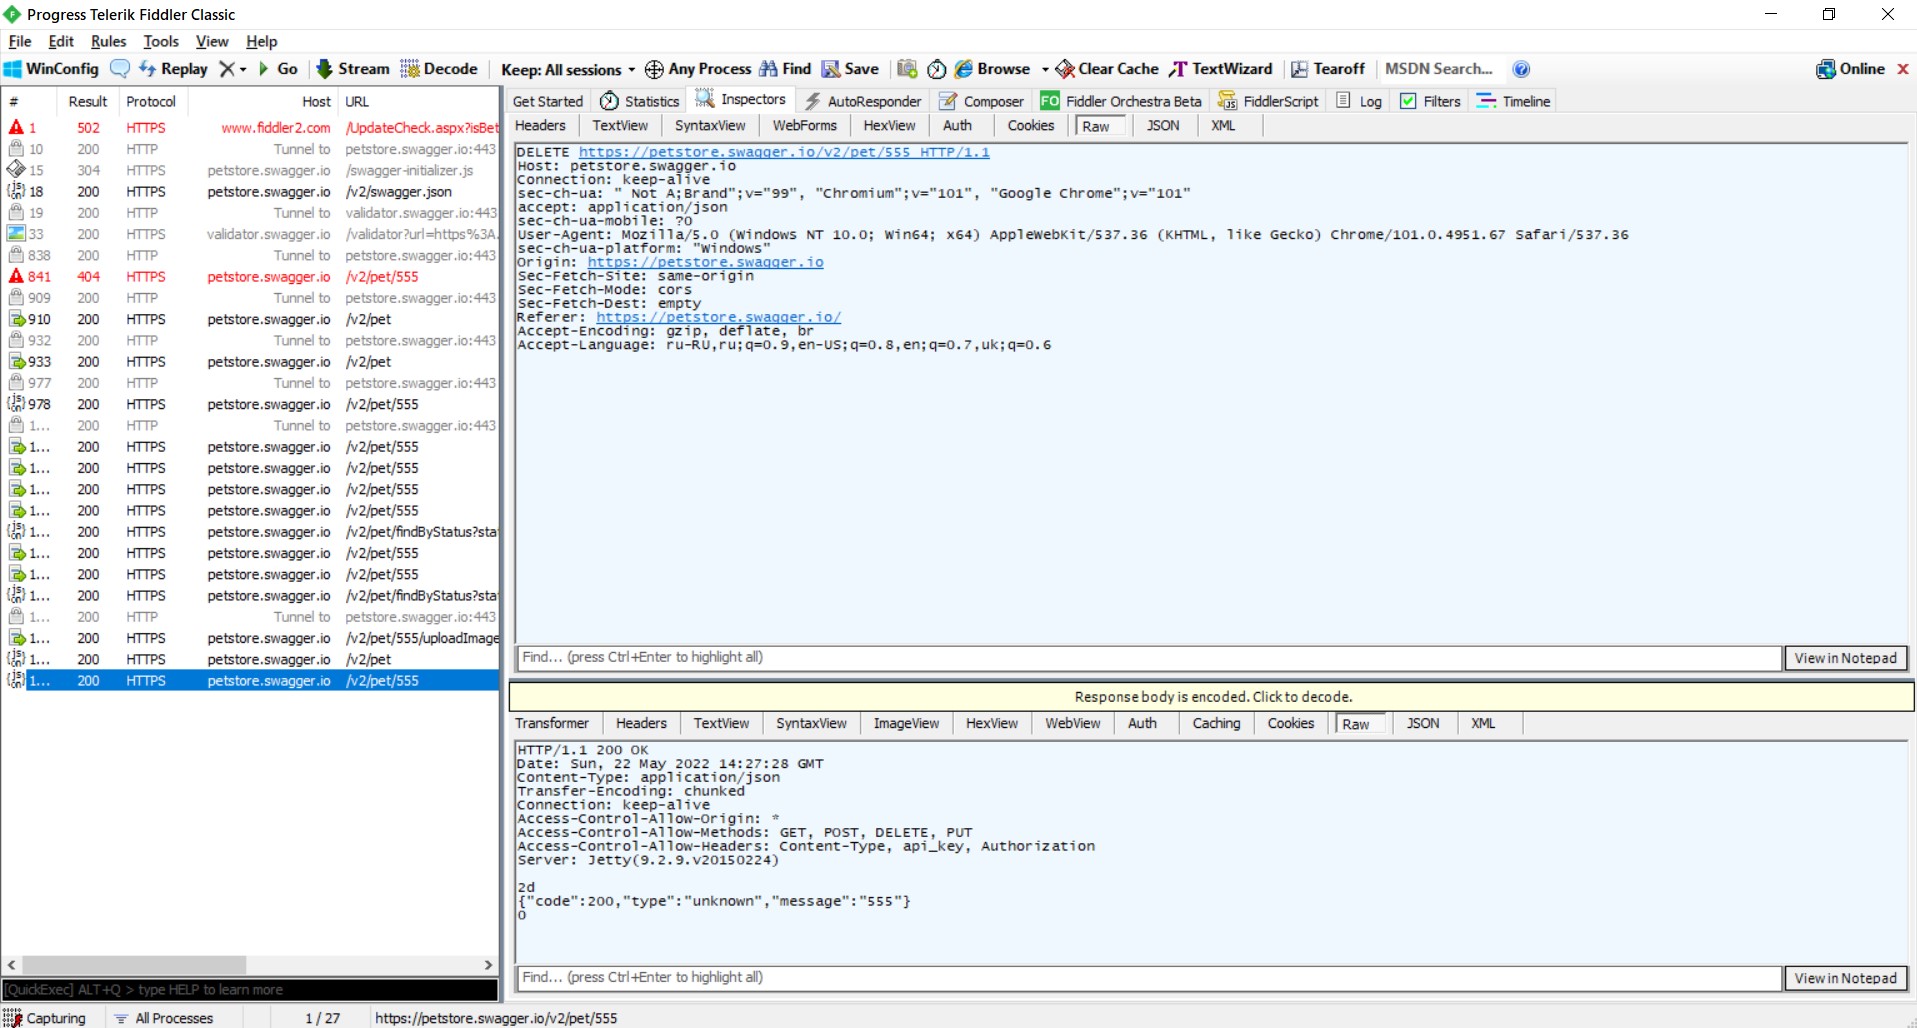 Progress Telerik Fiddler Classic
File Edit Rules Tools View Help
WinConfig Replay Go Stream Decode Keep: All sessions Any Process Find Save Browse Clear Cache TextWizard Tearoff MSDN Search... Online
# Result Protocol Host URL
1 502 HTTPS www.fiddler2.com /UpdateCheck.aspx?isBet
10 200 HTTP Tunnel to petstore.swagger.io:443
15 304 HTTPS petstore.swagger.io /swagger-initializer.js
18 200 HTTPS petstore.swagger.io /v2/swagger.json
19 200 HTTP Tunnel to validator.swagger.io:443
33 200 HTTPS validator.swagger.io /validator?url=https%3A.
838 200 HTTP Tunnel to petstore.swagger.io:443
841 404 HTTPS petstore.swagger.io /v2/pet/555
909 200 HTTP Tunnel to petstore.swagger.io:443
910 200 HTTPS petstore.swagger.io /v2/pet
932 200 HTTP Tunnel to petstore.swagger.io:443
933 200 HTTPS petstore.swagger.io /v2/pet
977 200 HTTP Tunnel to petstore.swagger.io:443
978 200 HTTPS petstore.swagger.io /v2/pet/555
1... 200 HTTP Tunnel to petstore.swagger.io:443
1... 200 HTTPS petstore.swagger.io /v2/pet/555
1... 200 HTTPS petstore.swagger.io /v2/pet/555
1... 200 HTTPS petstore.swagger.io /v2/pet/555
1... 200 HTTPS petstore.swagger.io /v2/pet/555
1... 200 HTTPS petstore.swagger.io /v2/pet/findByStatus?sta
1... 200 HTTPS petstore.swagger.io /v2/pet/555
1... 200 HTTPS petstore.swagger.io /v2/pet/555
1... 200 HTTPS petstore.swagger.io /v2/pet/findByStatus?sta
1... 200 HTTP Tunnel to petstore.swagger.io:443
1... 200 HTTPS petstore.swagger.io /v2/pet/555/uploadImage
1... 200 HTTPS petstore.swagger.io /v2/pet
1... 200 HTTPS petstore.swagger.io /v2/pet/555
[QuickExec] ALT+Q > type HELP to learn more
Get Started Statistics Inspectors AutoResponder Composer FO Fiddler Orchestra Beta FiddlerScript Log Filters Timeline
Headers TextView SyntaxView WebForms HexView Auth Cookies Raw JSON XML
DELETE https://petstore.swagger.io/v2/pet/555 HTTP/1.1
Host: petstore.swagger.io
Connection: keep-alive
sec-ch-ua: " Not A;Brand";v="99", "Chromium";v="101", "Google Chrome";v="101"
accept: application/json
sec-ch-ua-mobile: ?0
User-Agent: Mozilla/5.0 (Windows NT 10.0; Win64; x64) AppleWebKit/537.36 (KHTML, like Gecko) Chrome/101.0.4951.67 Safari/537.36
sec-ch-ua-platform: "Windows"
Origin: https://petstore.swagger.io
Sec-Fetch-Site: same-origin
Sec-Fetch-Mode: cors
Sec-Fetch-Dest: empty
Referer: https://petstore.swagger.io/
Accept-Encoding: gzip, deflate, br
Accept-Language: ru-RU,ru;q=0.9,en-US;q=0.8,en;q=0.7,uk;q=0.6
Find... (press Ctrl+Enter to highlight all) View in Notepad
Response body is encoded. Click to decode.
Transformer Headers TextView SyntaxView ImageView HexView WebView Auth Caching Cookies Raw JSON XML
HTTP/1.1 200 OK
Date: Sun, 22 May 2022 14:27:28 GMT
Content-Type: application/json
Transfer-Encoding: chunked
Connection: keep-alive
Access-Control-Allow-Origin: *
Access-Control-Allow-Methods: GET, POST, DELETE, PUT
Access-Control-Allow-Headers: Content-Type, api_key, Authorization
Server: Jetty(9.2.9.v20150224)
2d
{"code":200,"type":"unknown","message":"555"}
0
Find... (press Ctrl+Enter to highlight all) View in Notepad
Capturing All Processes 1 / 27 https://petstore.swagger.io/v2/pet/555